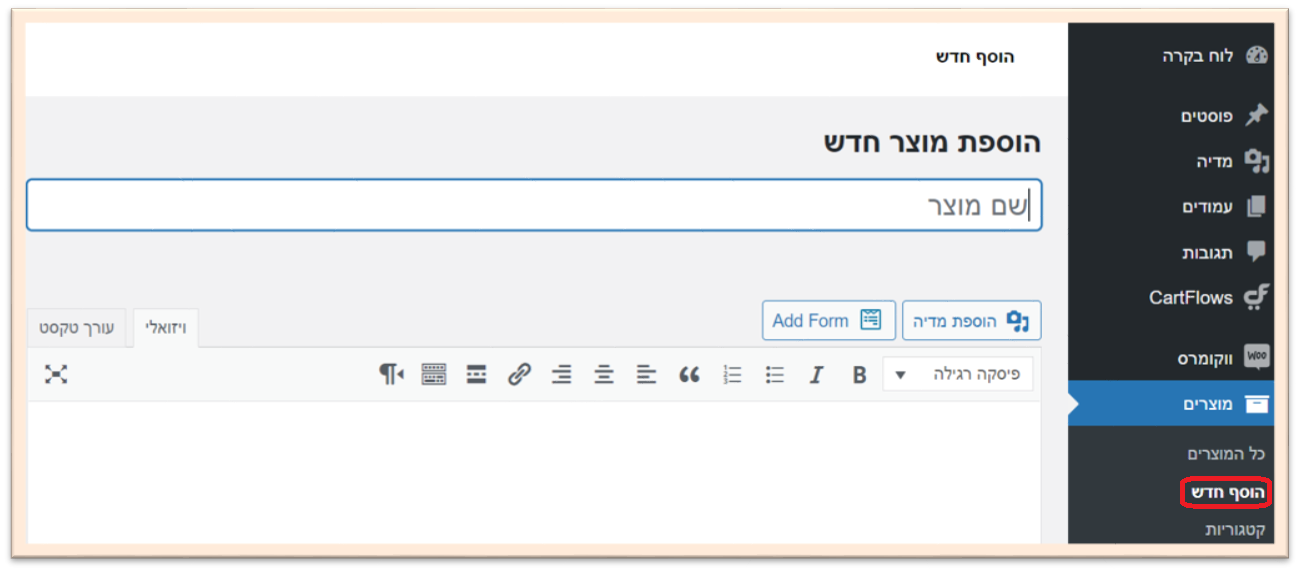 לוח בקרה
פוסטים
מדיה
עמודים
תגובות
CartFlows
Woo ווקומרס
מוצרים
כל המוצרים
הוסף חדש
קטגוריות
הוסף חדש
הוספת מוצר חדש
שם מוצר
הוספת מדיה
Add Form
ויזואלי
עורך טקסט
פיסקה רגילה
B I